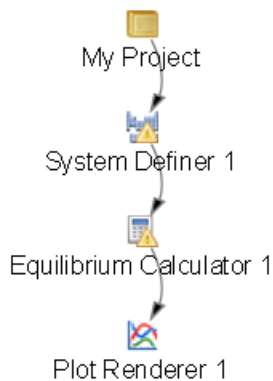 My Project
System Definer 1
Equilibrium Calculator 1
Plot Renderer 1